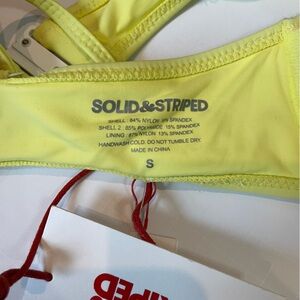 SOLID&STRIPED
SHELL : 84% NYLON 16% SPANDEX
SHELL 2 : 85% POLYAMIDE 15% SPANDEX
LINING : 87% NYLON 13% SPANDEX
HANDWASH COLD. DO NOT TUMBLE DRY.
MADE IN CHINA
S